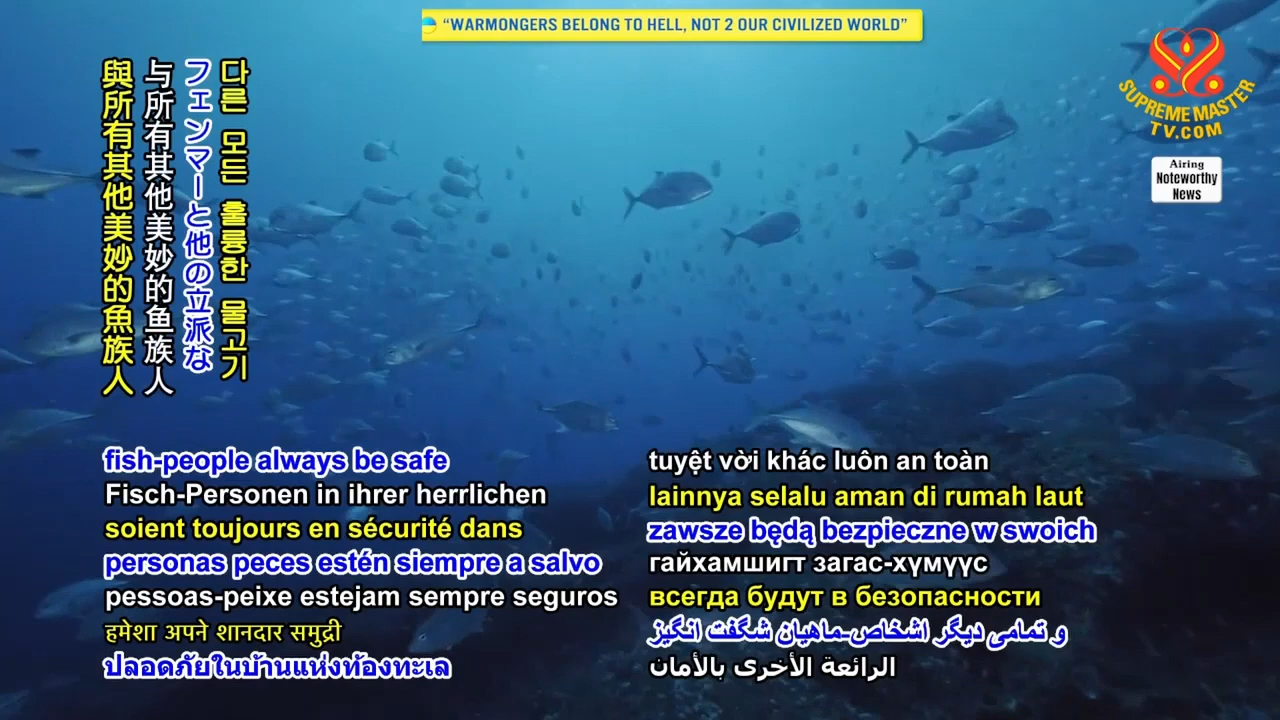 “WARMONGERS BELONG TO HELL, NOT 2 OUR CIVILIZED WORLD”
SUPREME MASTER
TV.COM
Airing
Noteworthy
News
다른 모든 훌륭한 물고기
フェンマーと他の立派な
与所有其他美妙的鱼族人
與所有其他美妙的魚族人
fish-people always be safe
Fisch-Personen in ihrer herrlichen
soient toujours en sécurité dans
personas peces estén siempre a salvo
pessoas-peixe estejam sempre seguros
हमेशा अपने शानदार समुद्री
ปลอดภัยในบ้านแห่งท้องทะเล
tuyệt vời khác luôn an toàn
lainnya selalu aman di rumah laut
zawsze będą bezpieczne w swoich
гайхамшигт загас-хүмүүс
всегда будут в безопасности
و تمامی دیگر اشخاص-ماهیان شگفت انگیز
الرائعة الأخرى بالأمان